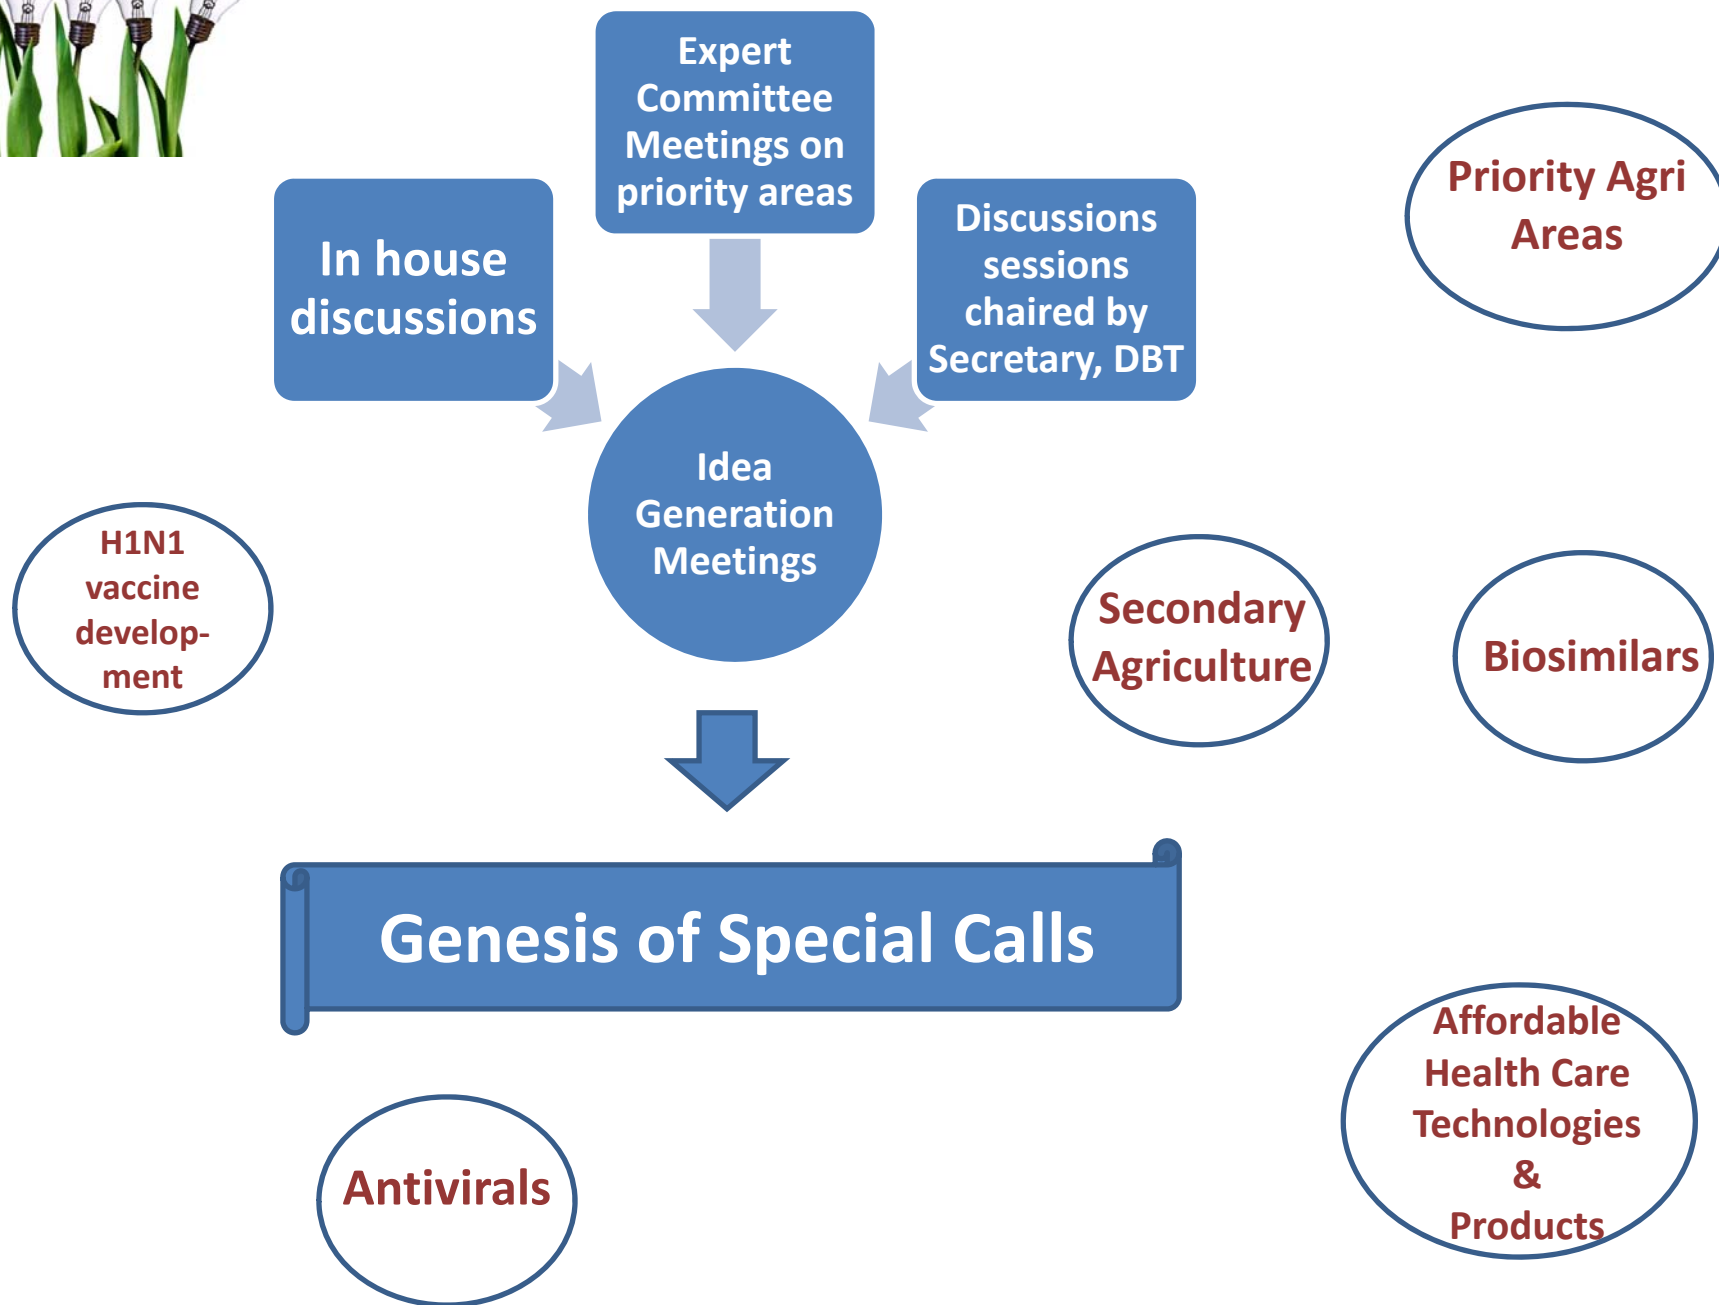 Expert
Committee
Meetings on
priority areas
In house
discussions
Discussions
sessions
chaired by
Secretary, DBT
Priority Agri
Areas
Idea
Generation
Meetings
H1N1
vaccine
develop-
ment
Secondary
Agriculture
Biosimilars
Genesis of Special Calls
Antivirals
Affordable
Health Care
Technologies
&
Products